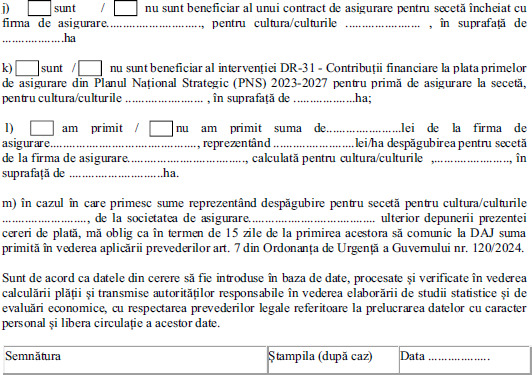 j) sunt / nu sunt beneficiar al unui contract de asigurare pentru secetă încheiat cu
firma de asigurare............................, pentru cultura/culturile ...................... , în suprafață de
..................ha
k) sunt / nu sunt beneficiar al intervenției DR-31 - Contribuții financiare la plata primelor
de asigurare din Planul Național Strategic (PNS) 2023-2027 pentru primă de asigurare la secetă,
pentru cultura/culturile ....................... , în suprafață de ..................ha;
l) am primit / nu am primit suma de......................lei de la firma de
asigurare..........................................., reprezentând .......................lei/ha despăgubirea pentru secetă
de la firma de asigurare.................................., calculată pentru cultura/culturile ,......................, în
suprafață de ...........................ha.
m) în cazul în care primesc sume reprezentând despăgubire pentru secetă pentru cultura/culturile
........................., de la societatea de asigurare..................................... ulterior depunerii prezentei
cereri de plată, mă oblig ca în termen de 15 zile de la primirea acestora să comunic la DAJ suma
primită în vederea aplicării prevederilor art. 7 din Ordonanța de Urgență a Guvernului nr. 120/2024.
Sunt de acord ca datele din cerere să fie introduse în baza de date, procesate și verificate în vederea
calculării plății și transmise autorităților responsabile în vederea elaborării de studii statistice și de
evaluări economice, cu respectarea prevederilor legale referitoare la prelucrarea datelor cu caracter
personal și libera circulație a acestor date.
Semnătura Ștampila (după caz) Data ..................